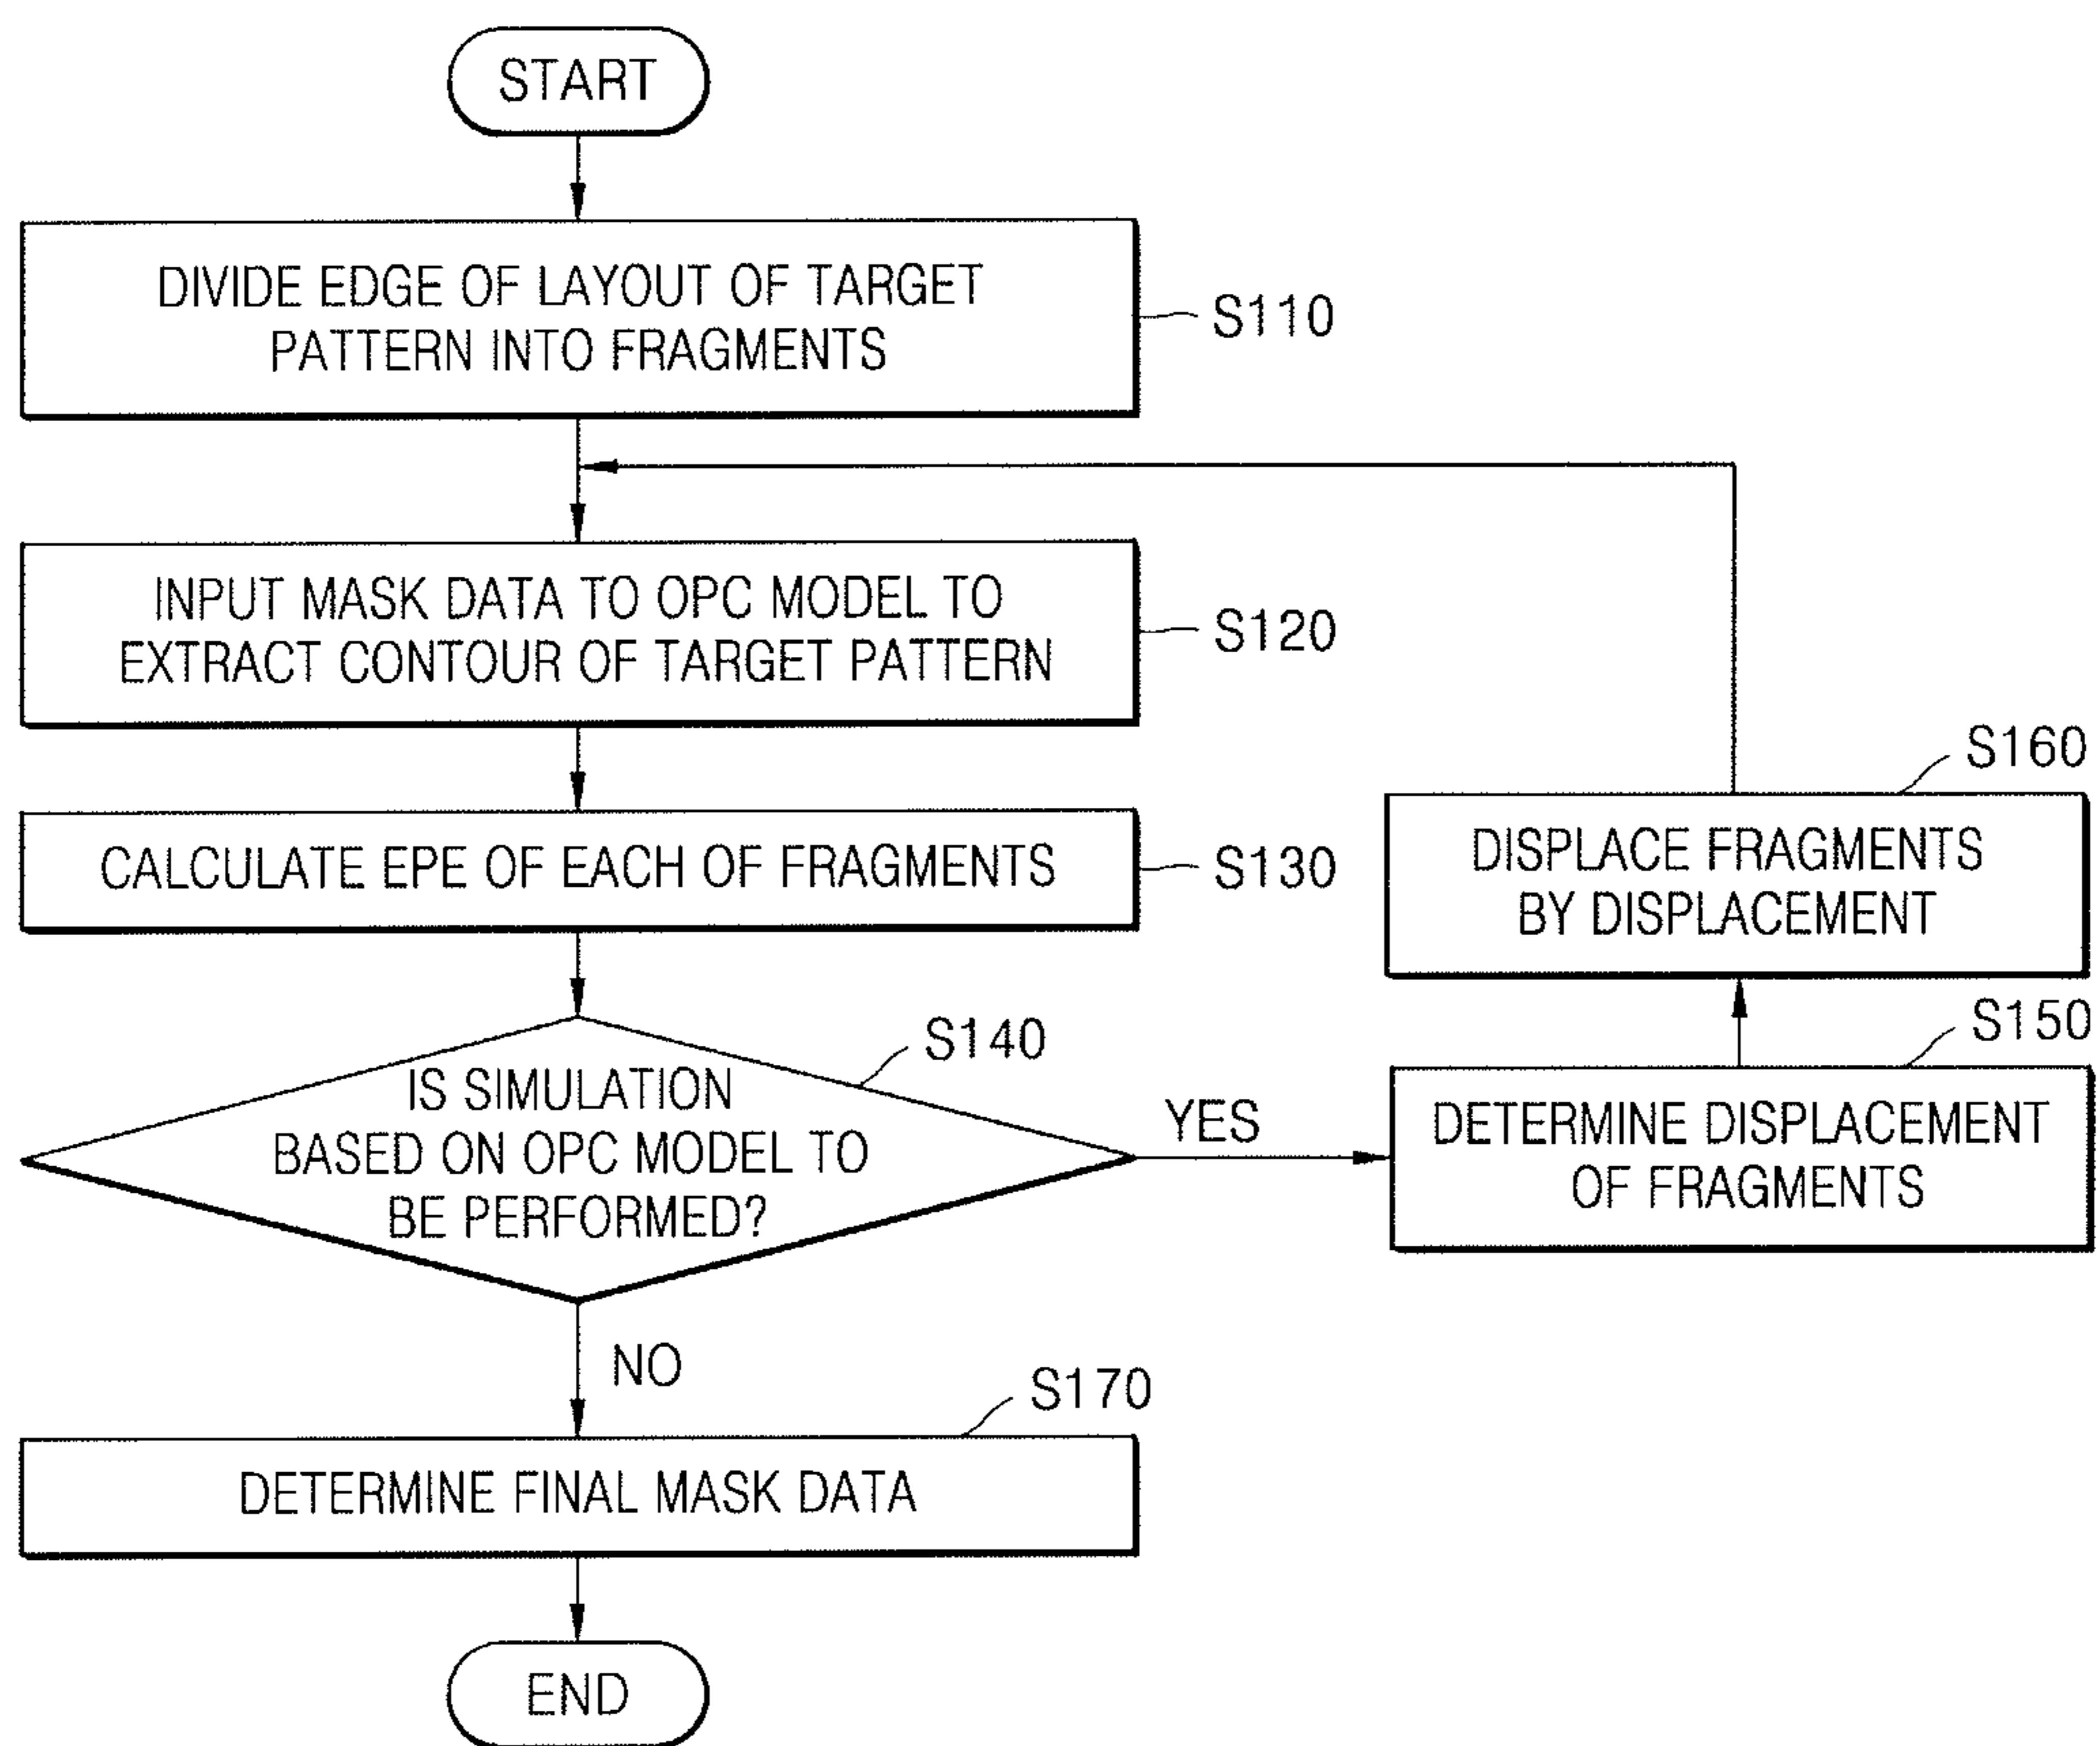 START
DIVIDE EDGE OF LAYOUT OF TARGET
PATTERN INTO FRAGMENTS
S110
INPUT MASK DATA TO OPC MODEL TO
EXTRACT CONTOUR OF TARGET PATTERN
S120
CALCULATE EPE OF EACH OF FRAGMENTS
S130
IS SIMULATION
BASED ON OPC MODEL TO
BE PERFORMED?
S140
YES
DETERMINE DISPLACEMENT
OF FRAGMENTS
S150
DISPLACE FRAGMENTS
BY DISPLACEMENT
S160
NO
DETERMINE FINAL MASK DATA
S170
END